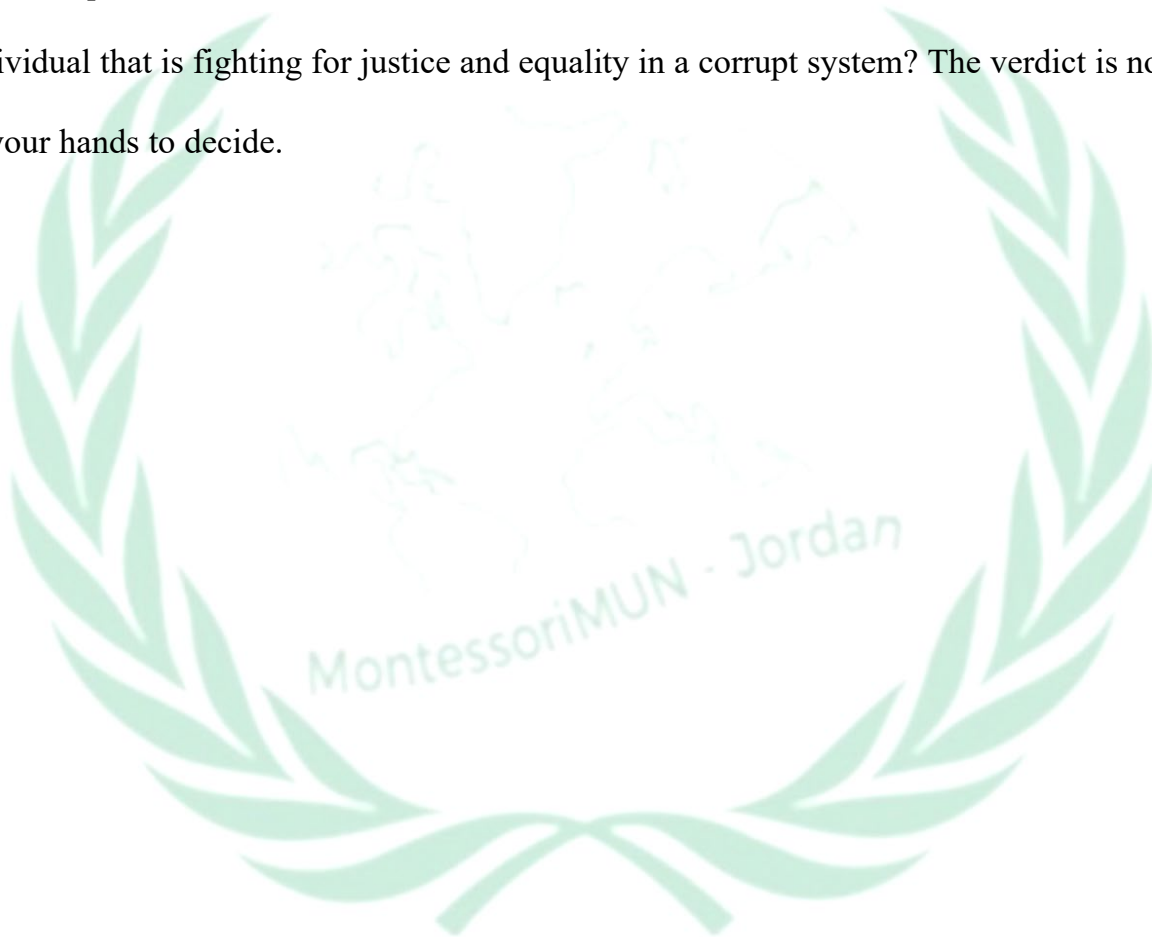 ividual that is fighting for justice and equality in a corrupt system? The verdict is no
your hands to decide.
MontessoriMUN - Jordan